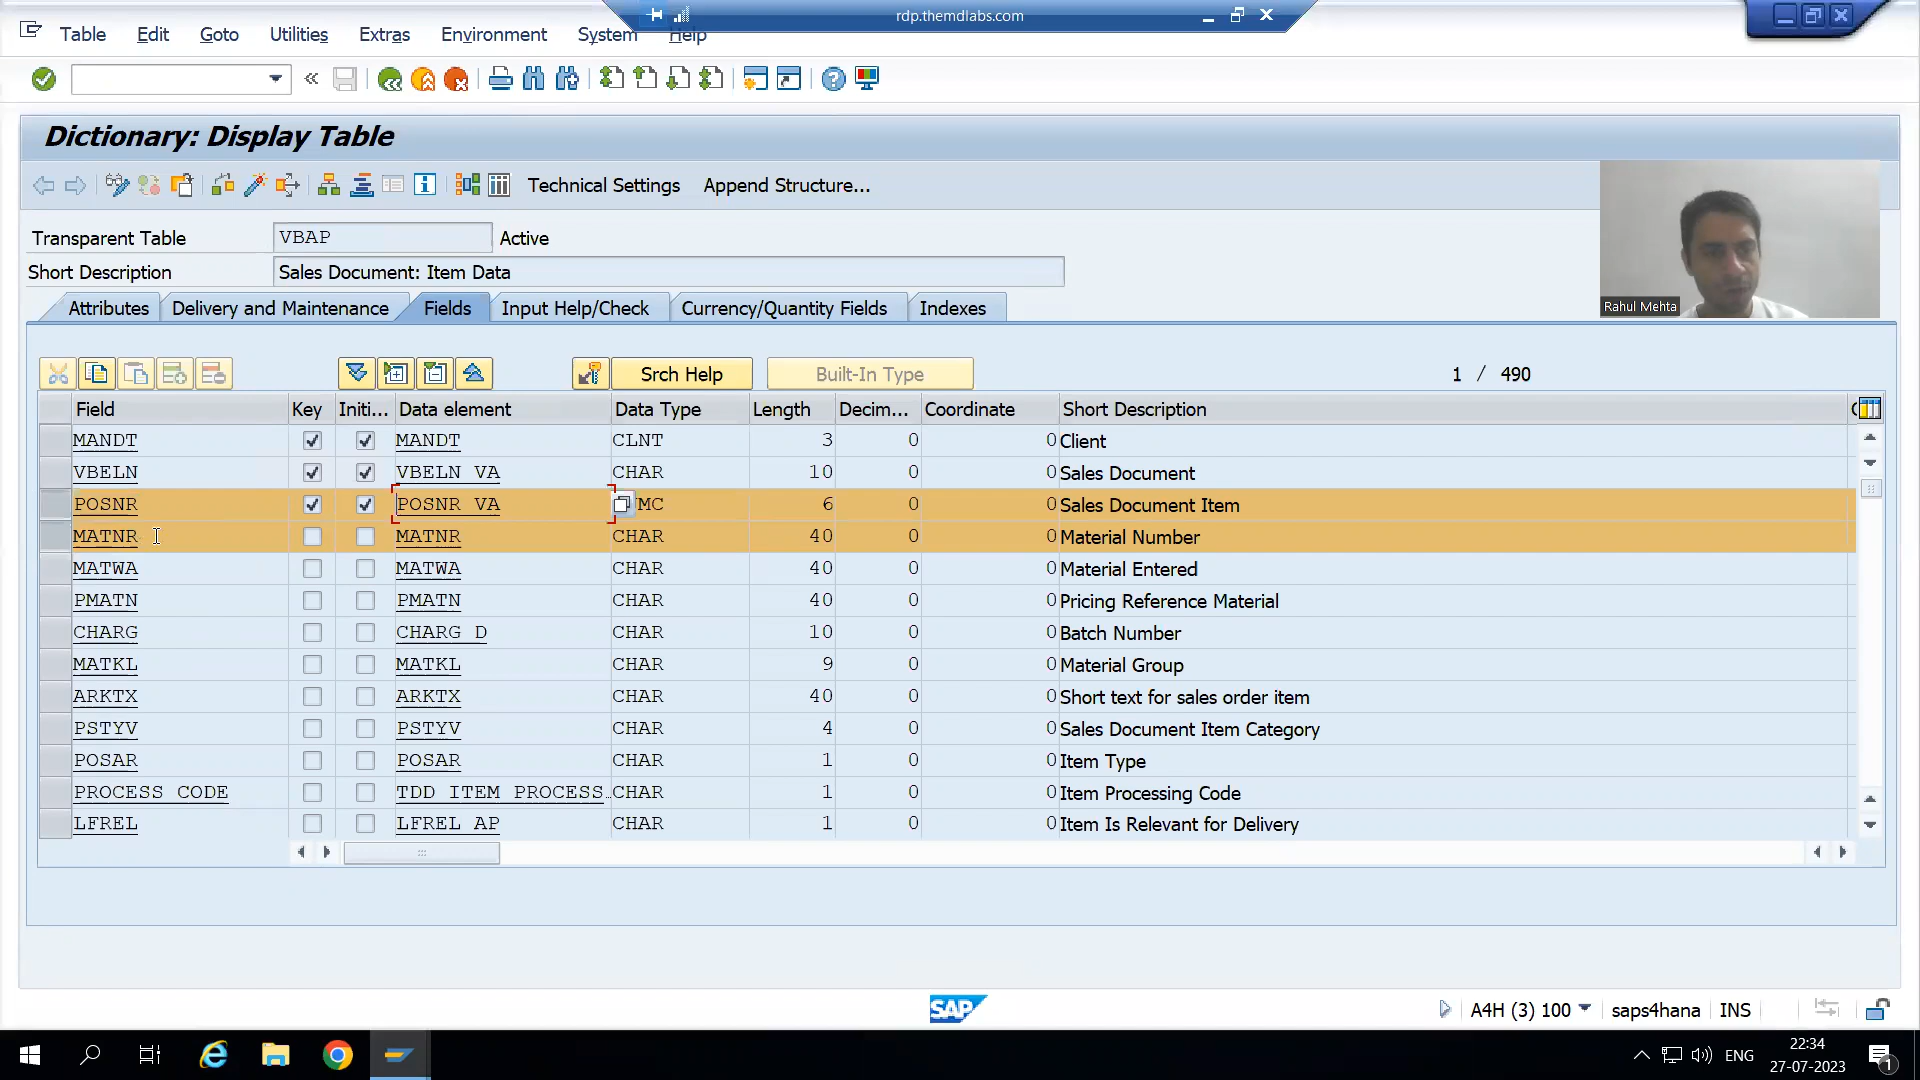 rdp.themdlabs.com
Table Edit Goto Utilities Extras Environment System Help
Dictionary: Display Table
Technical Settings Append Structure...
Transparent Table VBAP Active
Short Description Sales Document: Item Data
Attributes Delivery and Maintenance Fields Input Help/Check Currency/Quantity Fields Indexes
Rahul Mehta
Srch Help Built-In Type 1 / 490
Field Key Initi... Data element Data Type Length Decim... Coordinate Short Description
MANDT MANDT CLNT 3 0 0 Client
VBELN VBELN_VA CHAR 10 0 0 Sales Document
POSNR POSNR_VA MC 6 0 0 Sales Document Item
MATNR MATNR CHAR 40 0 0 Material Number
MATWA MATWA CHAR 40 0 0 Material Entered
PMATN PMATN CHAR 40 0 0 Pricing Reference Material
CHARG CHARG_D CHAR 10 0 0 Batch Number
MATKL MATKL CHAR 9 0 0 Material Group
ARKTX ARKTX CHAR 40 0 0 Short text for sales order item
PSTYV PSTYV CHAR 4 0 0 Sales Document Item Category
POSAR POSAR CHAR 1 0 0 Item Type
PROCESS_CODE TDD_ITEM_PROCESS… CHAR 1 0 0 Item Processing Code
LFREL LFREL_AP CHAR 1 0 0 Item Is Relevant for Delivery
SAP
A4H (3) 100 saps4hana INS
ENG 22:34
27-07-2023
1